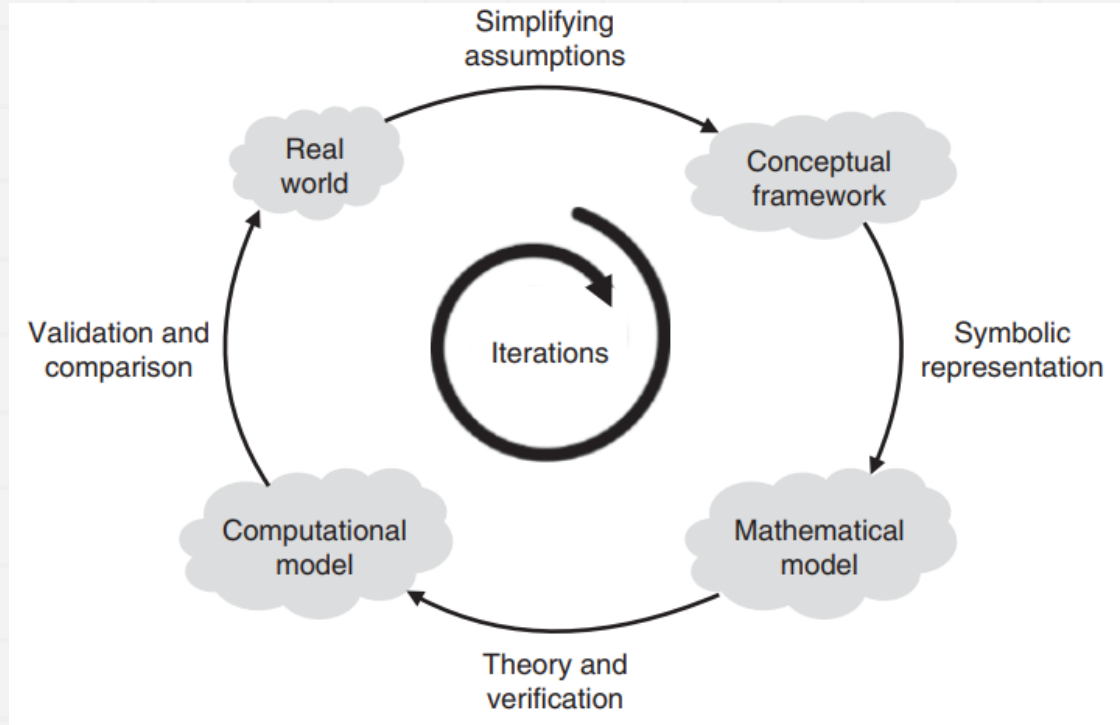 Simplifying
assumptions
Real
world
Conceptual
framework
Validation and
comparison
Iterations
Symbolic
representation
Computational
model
Mathematical
model
Theory and
verification